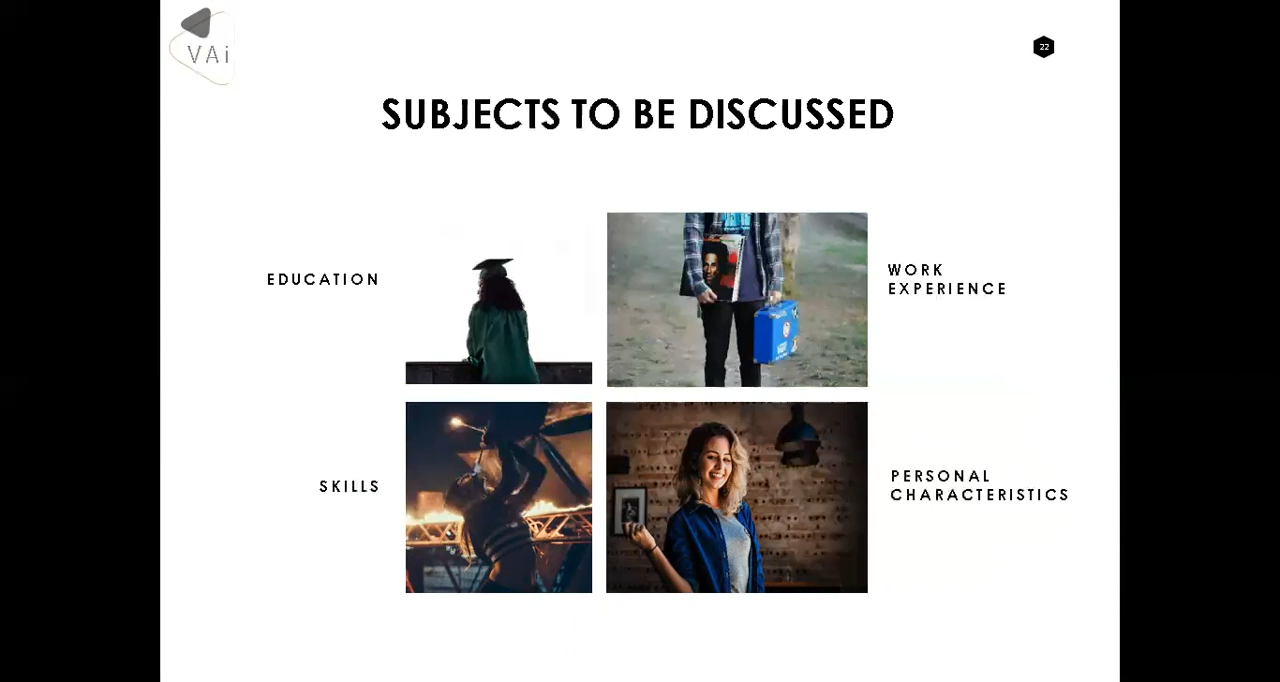 VAi
22
SUBJECTS TO BE DISCUSSED
EDUCATION
WORK
EXPERIENCE
SKILLS
PERSONAL
CHARACTERISTICS